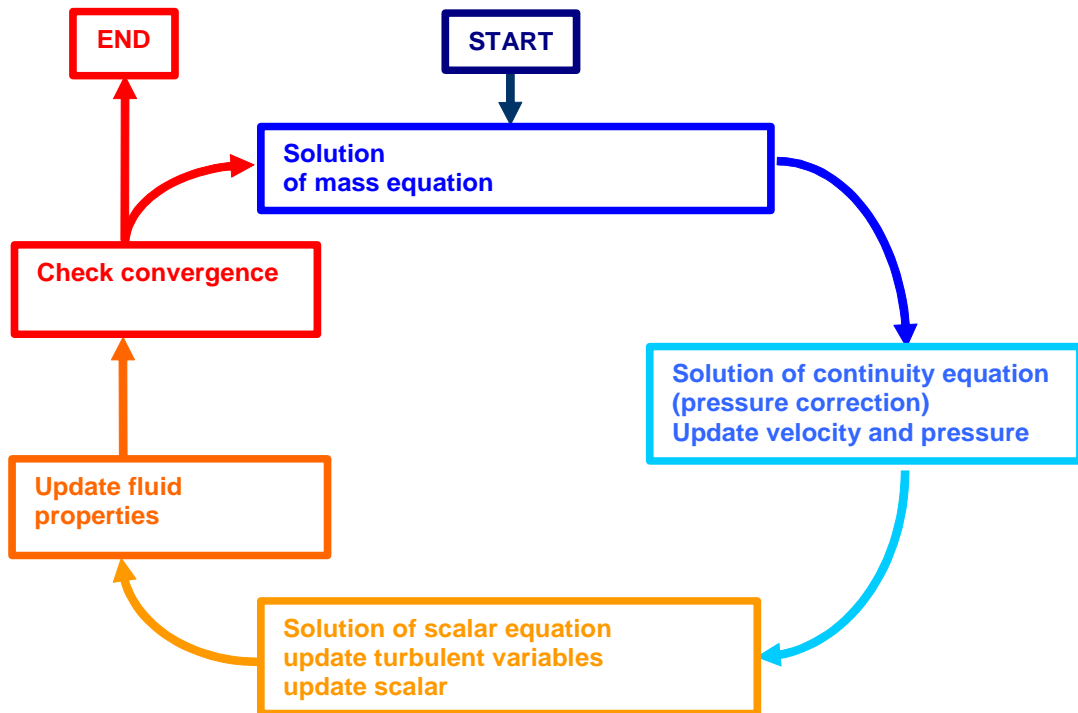 END
START
Solution
of mass equation
Check convergence
Solution of continuity equation
(pressure correction)
Update velocity and pressure
Update fluid
properties
Solution of scalar equation
update turbulent variables
update scalar